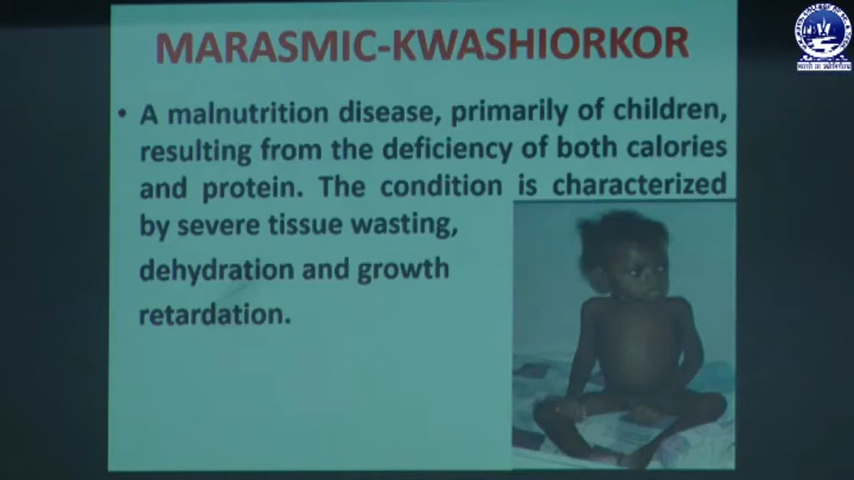 MARASMIC-KWASHIORKOR
• A malnutrition disease, primarily of children,
resulting from the deficiency of both calories
and protein. The condition is characterized
by severe tissue wasting,
dehydration and growth
retardation.